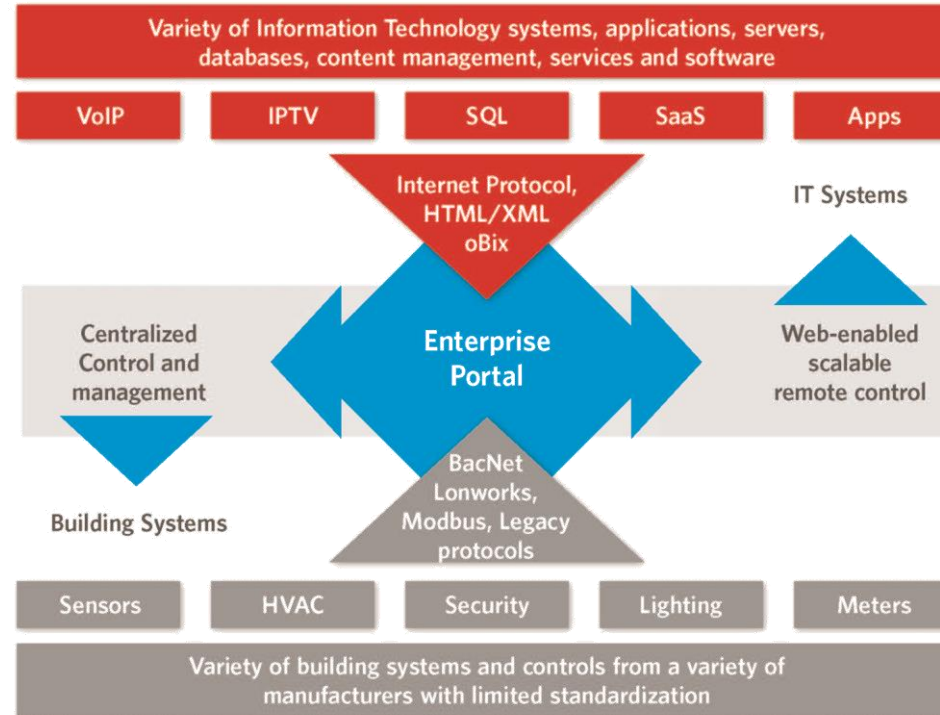 Variety of Information Technology systems, applications, servers,
databases, content management, services and software
VoIP
IPTV
SQL
SaaS
Apps
Internet Protocol,
HTML/XML
oBix
IT Systems
Centralized
Control and
management
Enterprise
Portal
Web-enabled
scalable
remote control
BacNet
Lonworks,
Modbus, Legacy
protocols
Building Systems
Sensors
HVAC
Security
Lighting
Meters
Variety of building systems and controls from a variety of
manufacturers with limited standardization